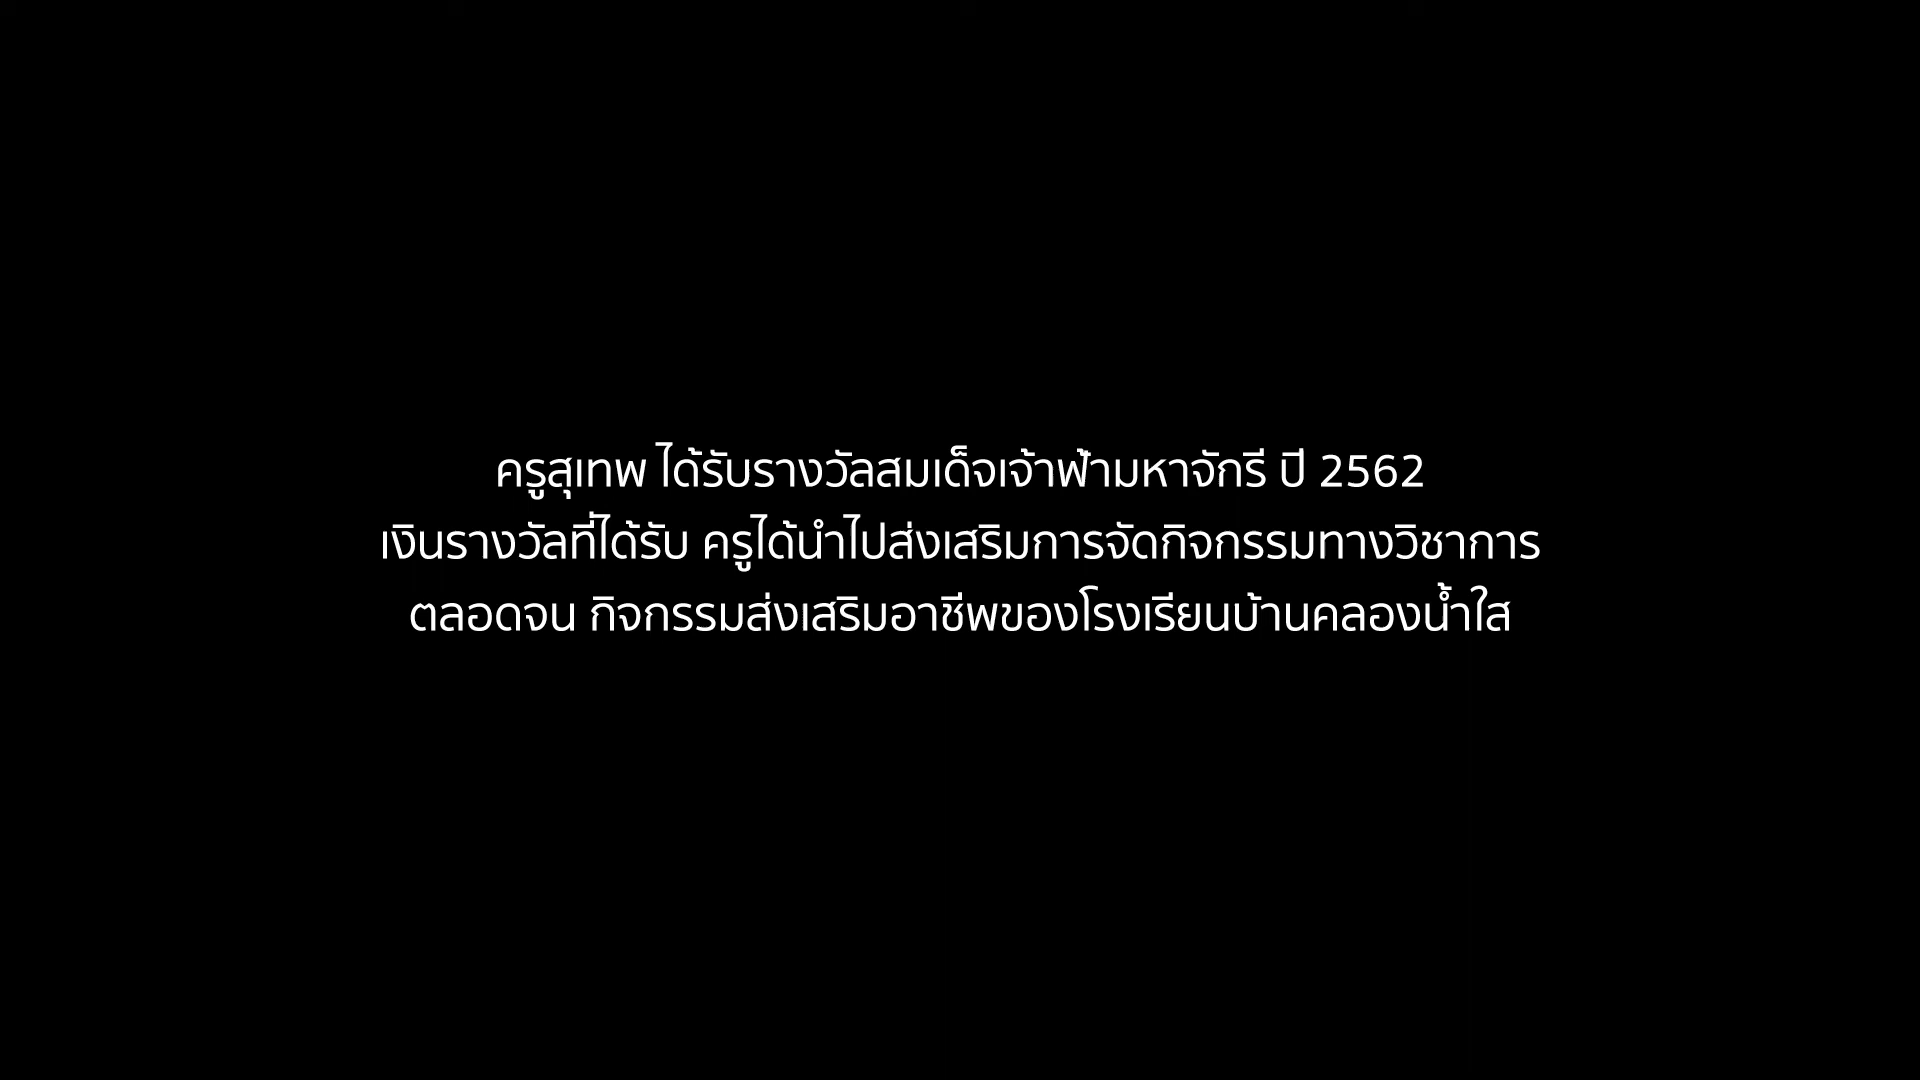 ครูสุเทพ ได้รับรางวัลสมเด็จเจ้าฟ้ามหาจักรี ปี 2562
เงินรางวัลที่ได้รับ ครูได้นำไปส่งเสริมการจัดกิจกรรมทางวิชาการ
ตลอดจน กิจกรรมส่งเสริมอาชีพของโรงเรียนบ้านคลองน้ำใส